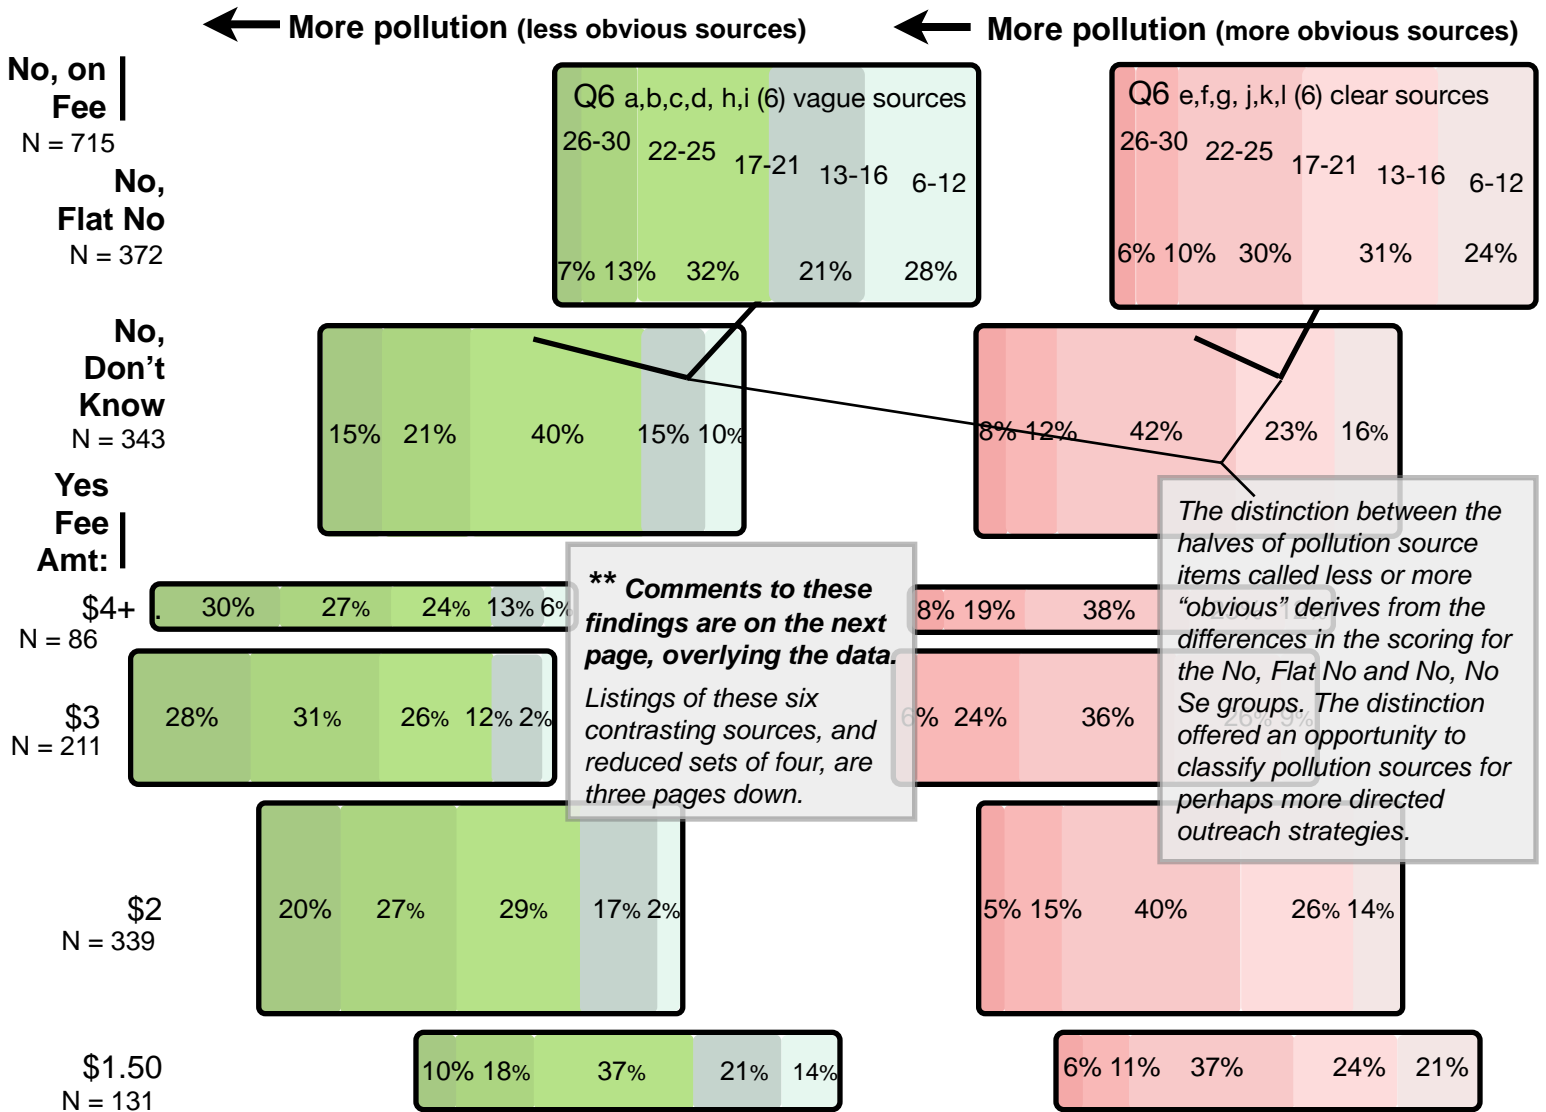 More pollution (less obvious sources)
More pollution (more obvious sources)
No, on
Fee
N = 715
Q6 a,b,c,d, h,i (6) vague sources
26-30 22-25 17-21 13-16 6-12
7% 13% 32% 21% 28%
Q6 e,f,g, j,k,l (6) clear sources
26-30 22-25 17-21 13-16 6-12
6% 10% 30% 31% 24%
No,
Flat No
N = 372
No,
Don't
Know
N = 343
15% 21% 40% 15% 10%
8% 12% 42% 23% 16%
Yes
Fee
Amt:
$4+
N = 86
. 30% 27% 24% 13% 6%
8% 19% 38%
$3
N = 211
28% 31% 26% 12% 2%
6% 24% 36% 26% 9%
** Comments to these
findings are on the next
page, overlying the data.
Listings of these six
contrasting sources, and
reduced sets of four, are
three pages down.
The distinction between the
halves of pollution source
items called less or more
“obvious” derives from the
differences in the scoring for
the No, Flat No and No, No
Se groups. The distinction
offered an opportunity to
classify pollution sources for
perhaps more directed
outreach strategies.
$2
N = 339
20% 27% 29% 17% 2%
5% 15% 40% 26% 14%
$1.50
N = 131
10% 18% 37% 21% 14%
6% 11% 37% 24% 21%